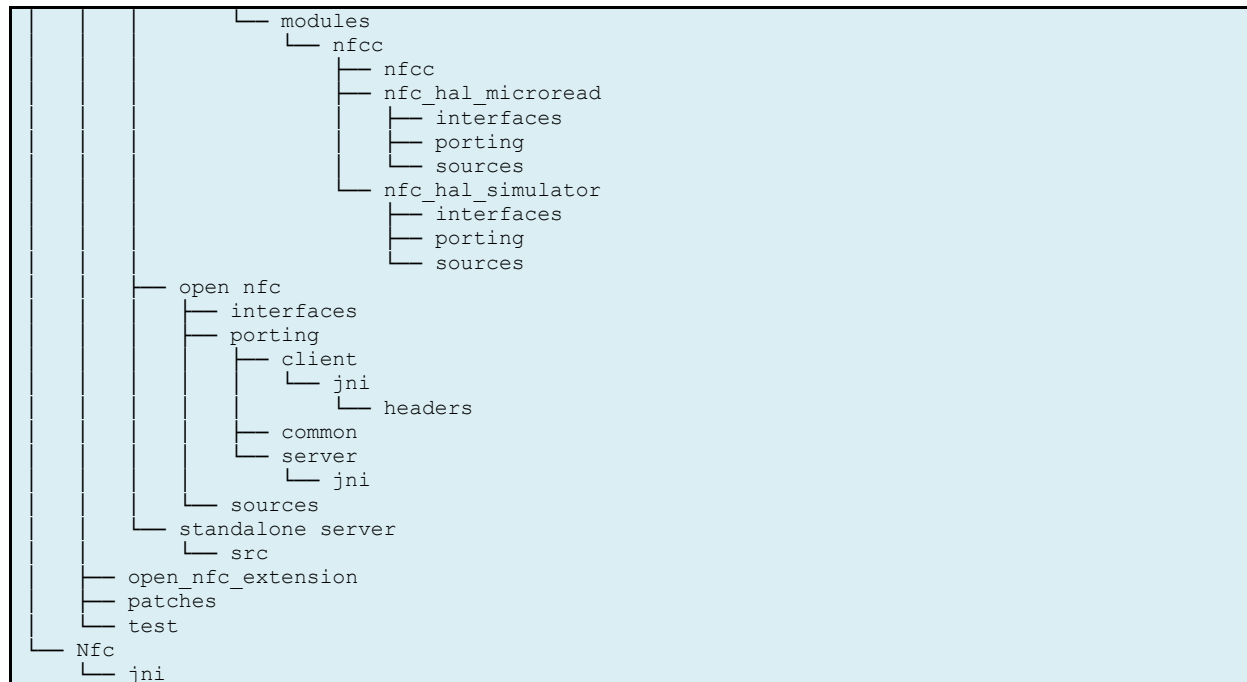 │   │   │       └── modules
│   │   │           └── nfcc
│   │   │               ├── nfcc
│   │   │               ├── nfc_hal_microread
│   │   │               │   ├── interfaces
│   │   │               │   ├── porting
│   │   │               │   └── sources
│   │   │               └── nfc_hal_simulator
│   │   │                   ├── interfaces
│   │   │                   ├── porting
│   │   │                   └── sources
│   │   ├── open nfc
│   │   │   ├── interfaces
│   │   │   ├── porting
│   │   │   │   ├── client
│   │   │   │   │   └── jni
│   │   │   │   │       └── headers
│   │   │   │   ├── common
│   │   │   │   └── server
│   │   │   │       └── jni
│   │   │   └── sources
│   │   └── standalone server
│   │       └── src
│   ├── open_nfc_extension
│   ├── patches
│   └── test
└── Nfc
    └── jni